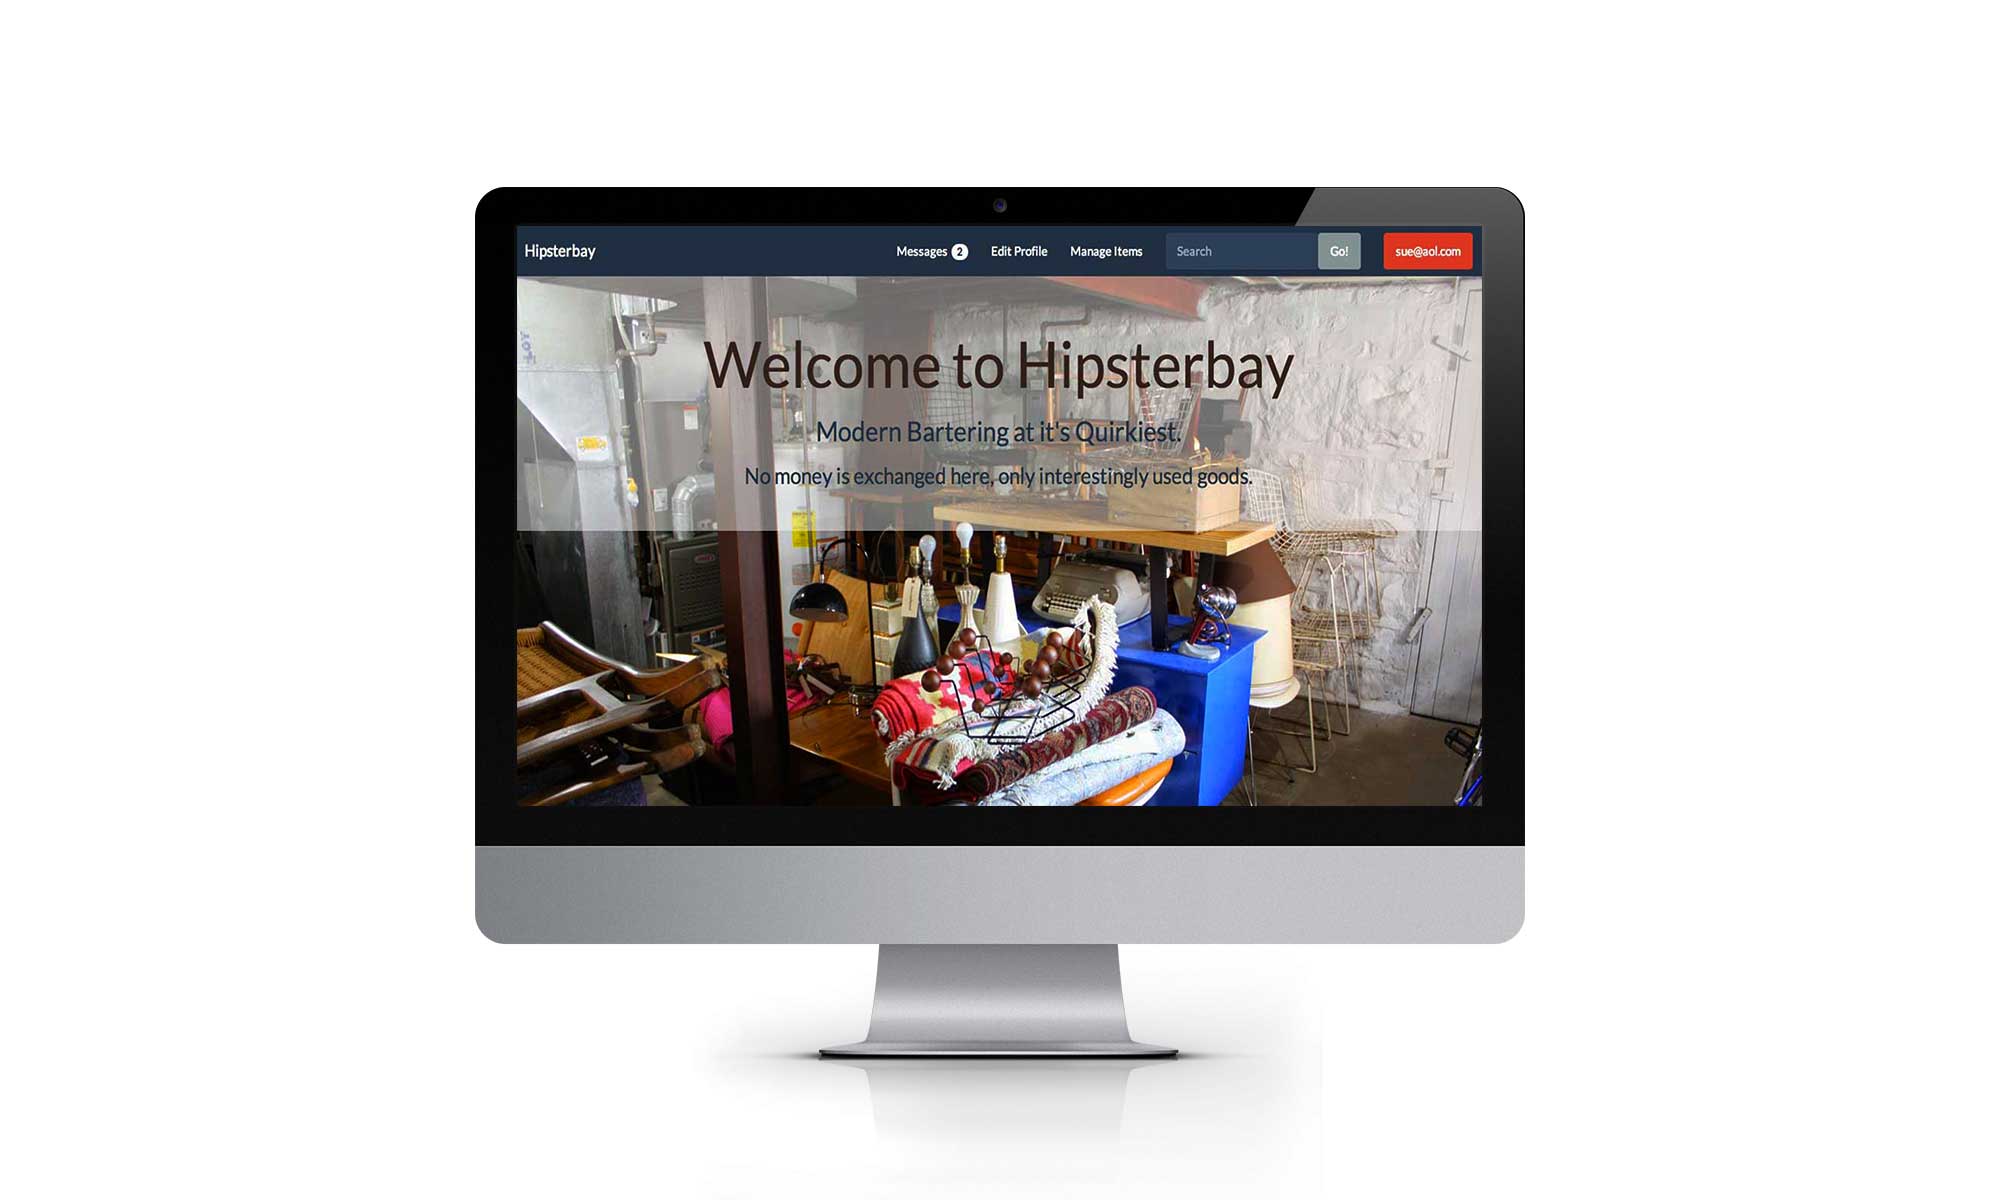 Hipsterbay
Messages 2
Edit Profile
Manage Items
Search
Go!
sue@aol.com
Welcome to Hipsterbay
Modern Bartering at it's Quirkiest.
No money is exchanged here, only interestingly used goods.